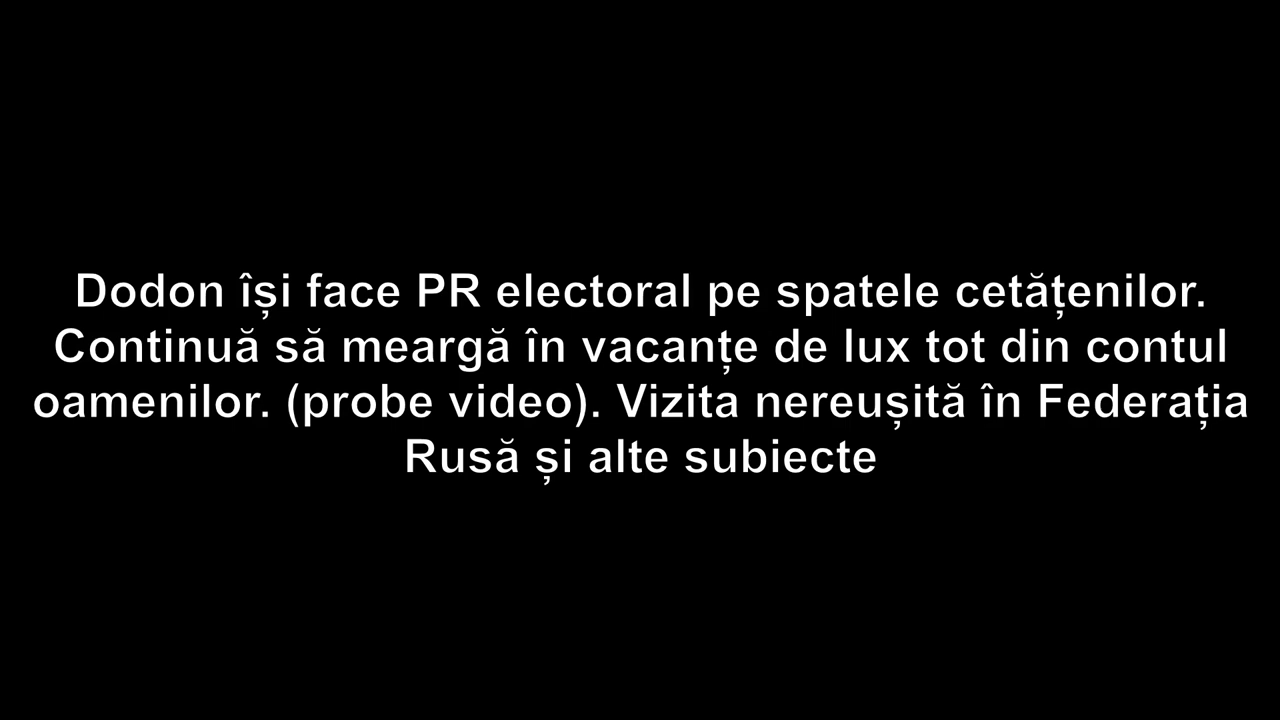 Dodon își face PR electoral pe spatele cetățenilor.
Continuă să meargă în vacanțe de lux tot din contul
oamenilor. (probe video). Vizita nereușită în Federația
Rusă și alte subiecte